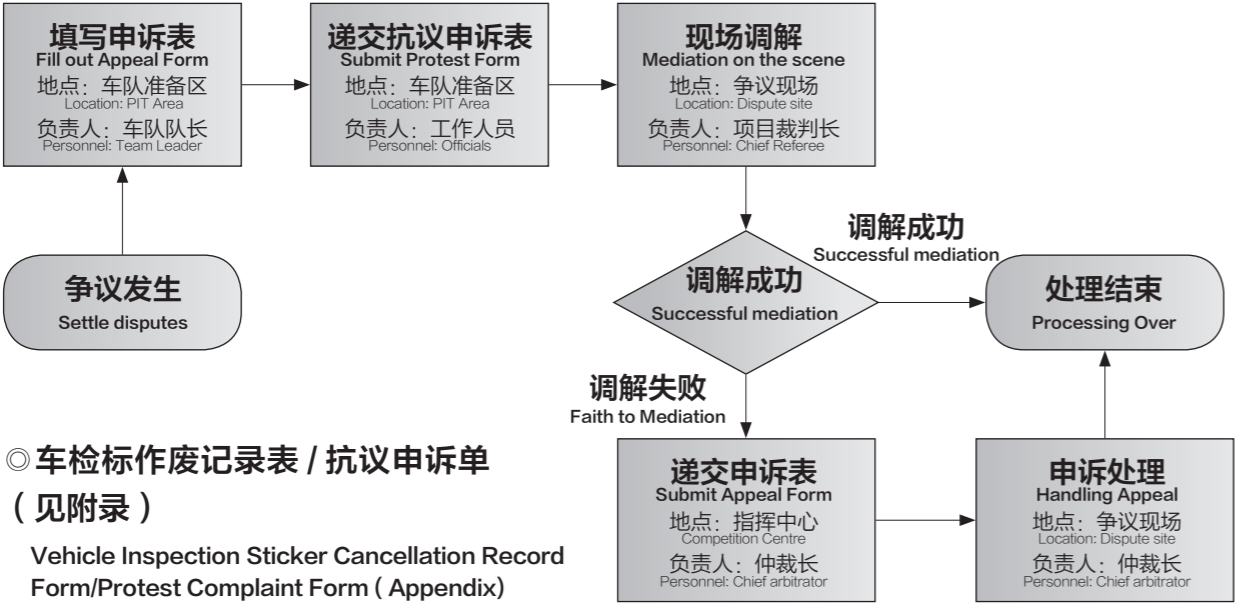 填写申诉表
Fill out Appeal Form
地点：车队准备区
Location: PIT Area
负责人：车队队长
Personnel: Team Leader
递交抗议申诉表
Submit Protest Form
地点：车队准备区
Location: PIT Area
负责人：工作人员
Personnel: Officials
现场调解
Mediation on the scene
地点：争议现场
Location: Dispute site
负责人：项目裁判长
Personnel: Chief Referee
争议发生
Settle disputes
调解成功
Successful mediation
调解成功
Successful mediation
处理结束
Processing Over
调解失败
Faith to Mediation
递交申诉表
Submit Appeal Form
地点：指挥中心
Competition Centre
负责人：仲裁长
Personnel: Chief arbitrator
申诉处理
Handling Appeal
地点：争议现场
Location: Dispute site
负责人：仲裁长
Personnel: Chief arbitrator
◎车检标作废记录表 / 抗议申诉单
（见附录）
Vehicle Inspection Sticker Cancellation Record
Form/Protest Complaint Form ( Appendix)